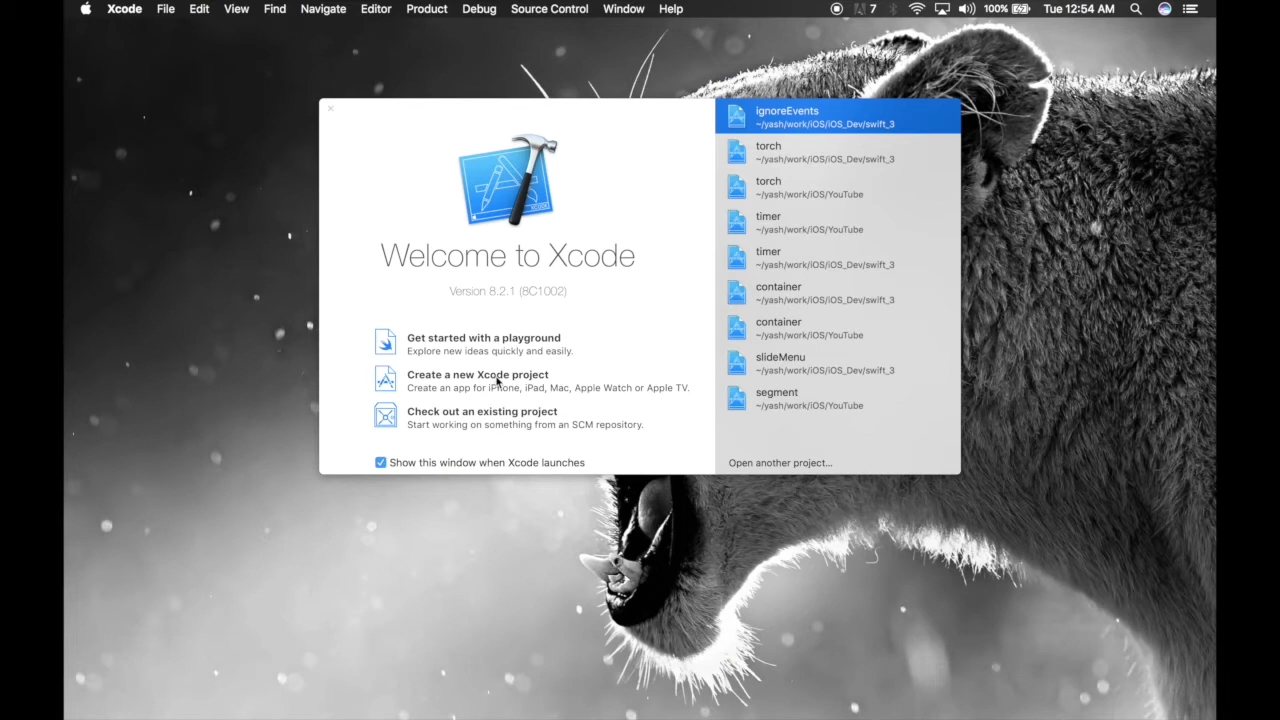 Xcode File Edit View Find Navigate Editor Product Debug Source Control Window Help 7 100% Tue 12:54 AM
Welcome to Xcode
Version 8.2.1 (8C1002)
Get started with a playground
Explore new ideas quickly and easily.
Create a new Xcode project
Create an app for iPhone, iPad, Mac, Apple Watch or Apple TV.
Check out an existing project
Start working on something from an SCM repository.
Show this window when Xcode launches
ignoreEvents
~/yash/work/iOS/iOS_Dev/swift_3
torch
~/yash/work/iOS/iOS_Dev/swift_3
torch
~/yash/work/iOS/YouTube
timer
~/yash/work/iOS/YouTube
timer
~/yash/work/iOS/iOS_Dev/swift_3
container
~/yash/work/iOS/iOS_Dev/swift_3
container
~/yash/work/iOS/YouTube
slideMenu
~/yash/work/iOS/iOS_Dev/swift_3
segment
~/yash/work/iOS/YouTube
Open another project...